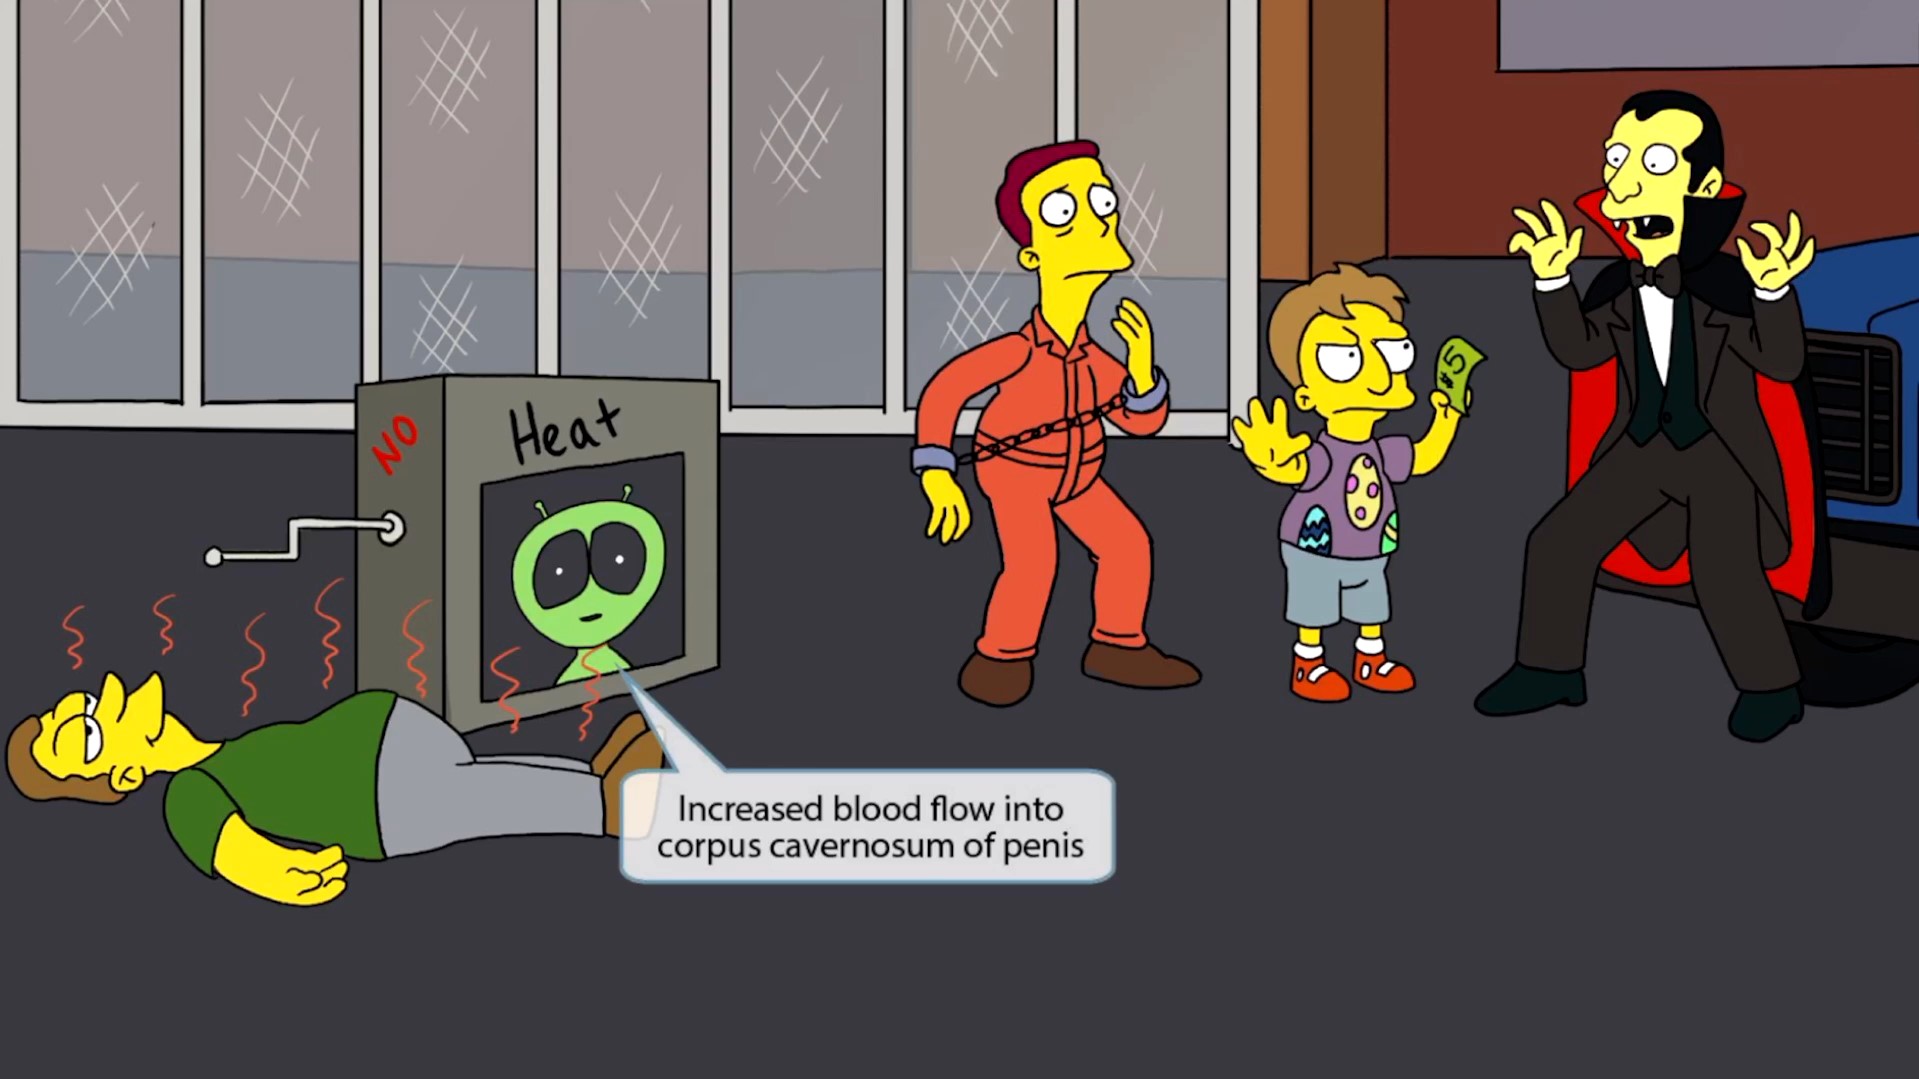 NO
Heat
#5
Increased blood flow into
corpus cavernosum of penis